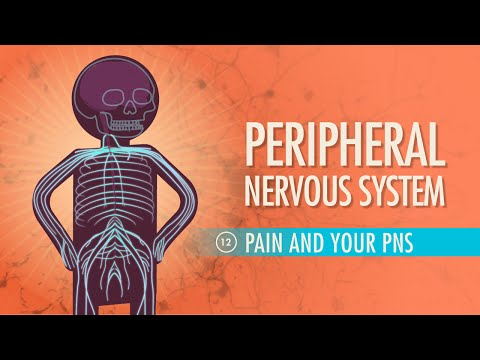 PERIPHERAL
NERVOUS SYSTEM
12 PAIN AND YOUR PNS